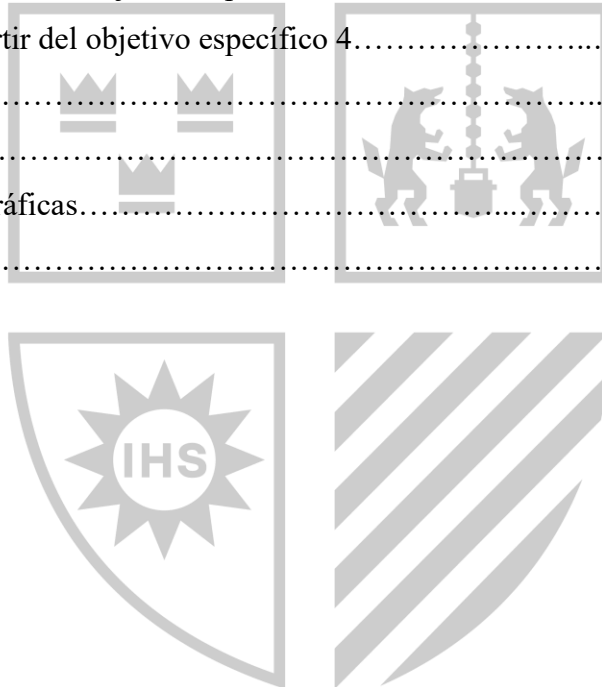 rtir del objetivo específico 4…………………...…
……………………………………………………..…
………………………………………………………
ráficas…………………………………...………
…………………………………………………...………
IHS